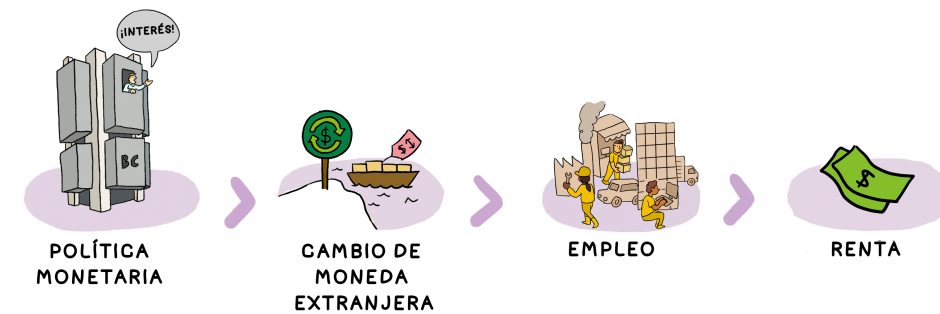 ¡INTERÉS!
BC
POLÍTICA
MONETARIA
$
$↓
CAMBIO DE
MONEDA
EXTRANJERA
EMPLEO
$
RENTA